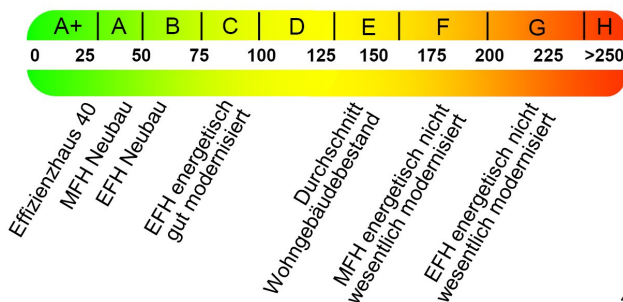 A+ A B C D E F G H
0 25 50 75 100 125 150 175 200 225 >250
Effizienzhaus 40
MFH Neubau
EFH Neubau
EFH energetisch
gut modernisiert
Durchschnitt
Wohngebäudebestand
MFH energetisch nicht
wesentlich modernisiert
EFH energetisch nicht
wesentlich modernisiert